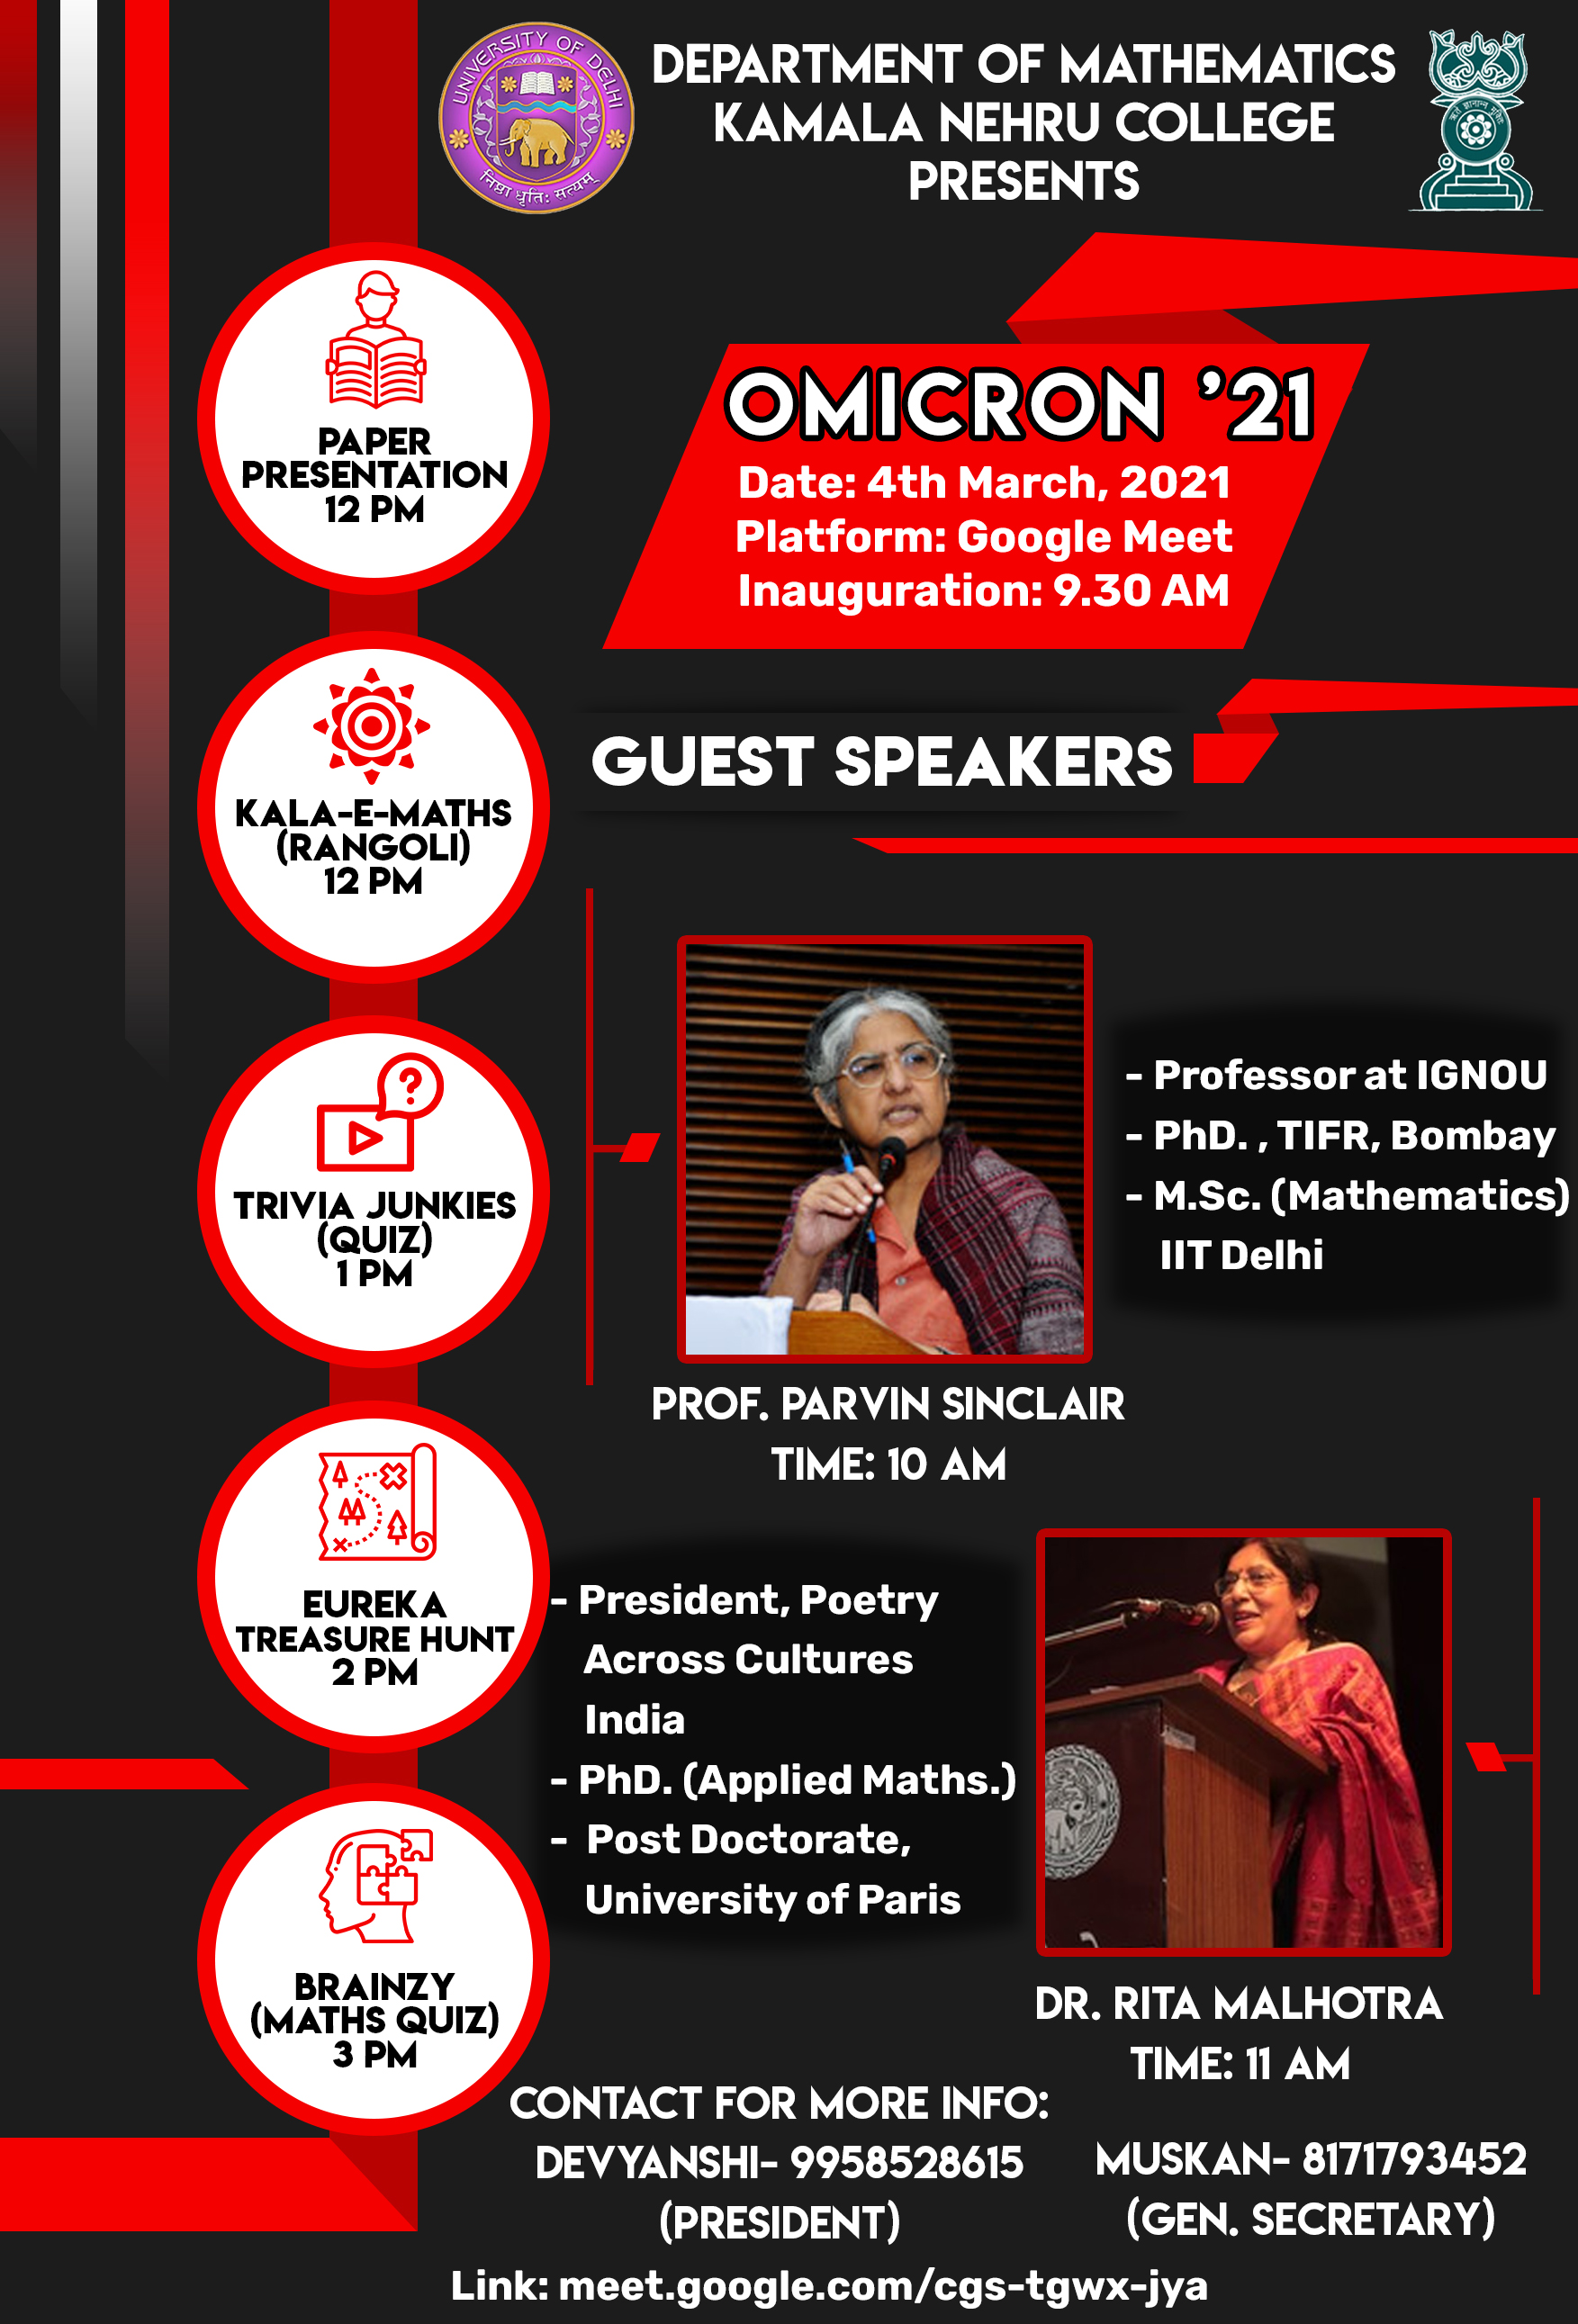 UNIVERSITY OF DELHI
निष्ठा धृति: सत्यम्
DEPARTMENT OF MATHEMATICS
KAMALA NEHRU COLLEGE
PRESENTS
OMICRON ’21
Date: 4th March, 2021
Platform: Google Meet
Inauguration: 9.30 AM
PAPER
PRESENTATION
12 PM
KALA-E-MATHS
(RANGOLI)
12 PM
TRIVIA JUNKIES
(QUIZ)
1 PM
EUREKA
TREASURE HUNT
2 PM
BRAINZY
(MATHS QUIZ)
3 PM
GUEST SPEAKERS
- Professor at IGNOU
- PhD. , TIFR, Bombay
- M.Sc. (Mathematics)
IIT Delhi
PROF. PARVIN SINCLAIR
TIME: 10 AM
- President, Poetry
Across Cultures
India
- PhD. (Applied Maths.)
- Post Doctorate,
University of Paris
DR. RITA MALHOTRA
TIME: 11 AM
CONTACT FOR MORE INFO:
DEVYANSHI- 9958528615
(PRESIDENT)
MUSKAN- 8171793452
(GEN. SECRETARY)
Link: meet.google.com/cgs-tgwx-jya